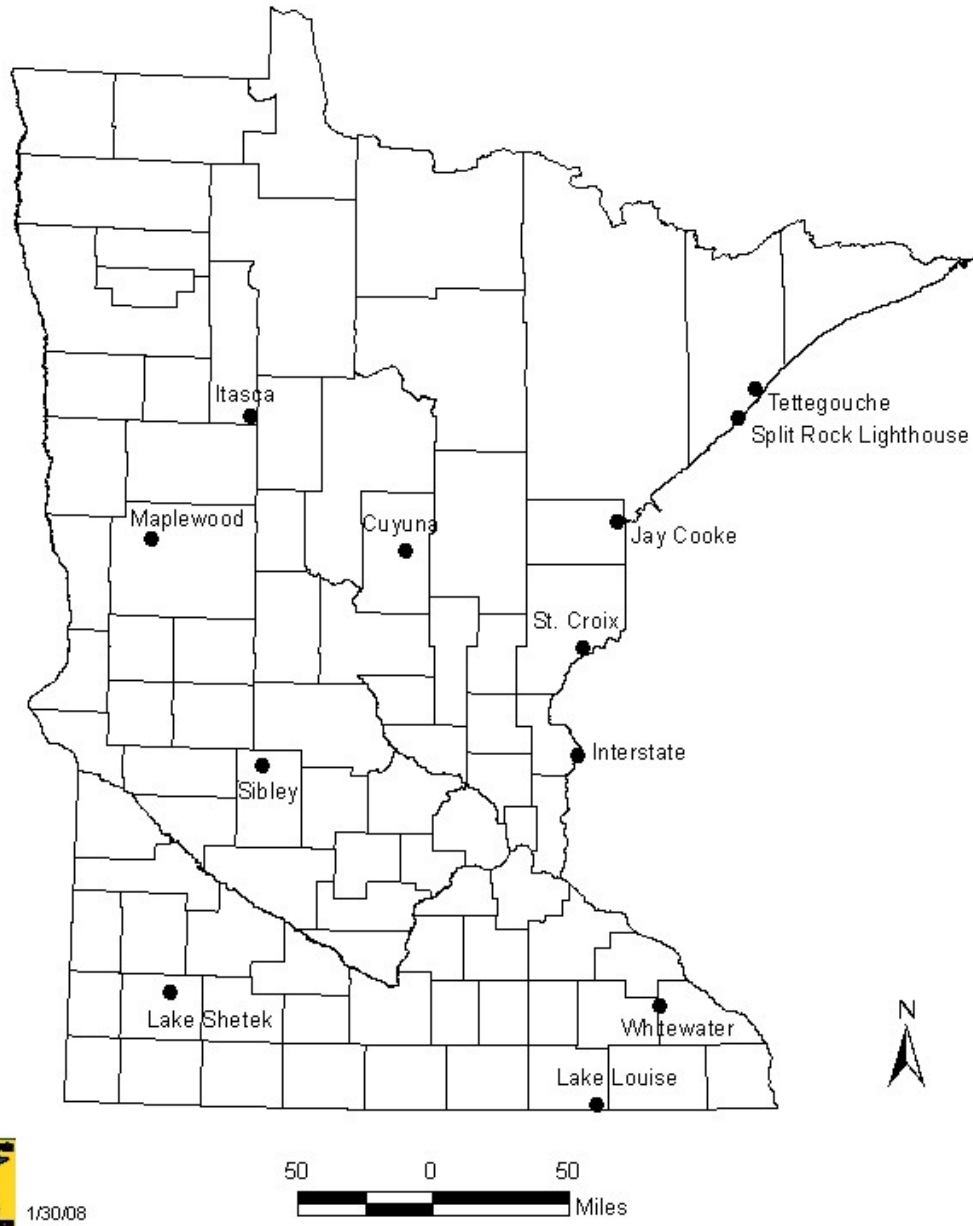 Itasca
Tettegouche
Split Rock Lighthouse
Maplewood
Cuyuna
Jay Cooke
St. Croix
Interstate
Sibley
Lake Shetek
Whitewater
Lake Louise
N
50 0 50
Miles
1/30/08